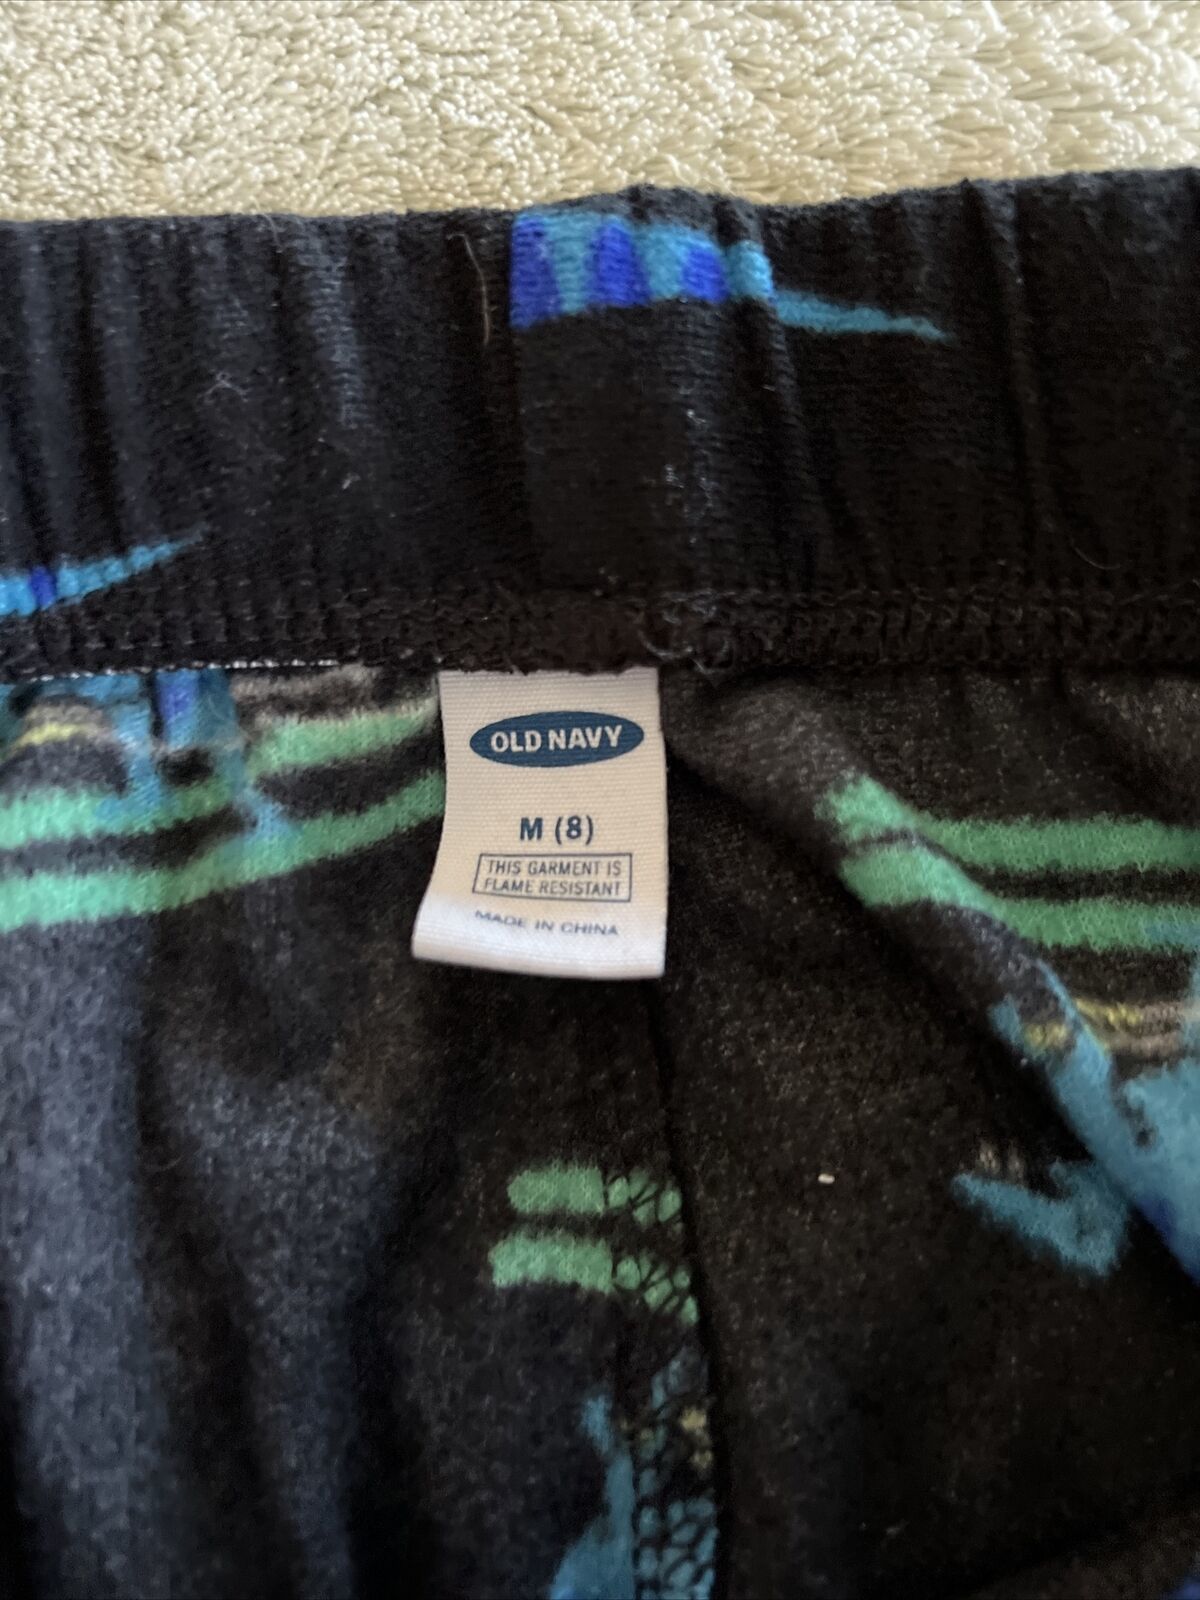 OLD NAVY
M (8)
THIS GARMENT IS
FLAME RESISTANT
MADE IN CHINA